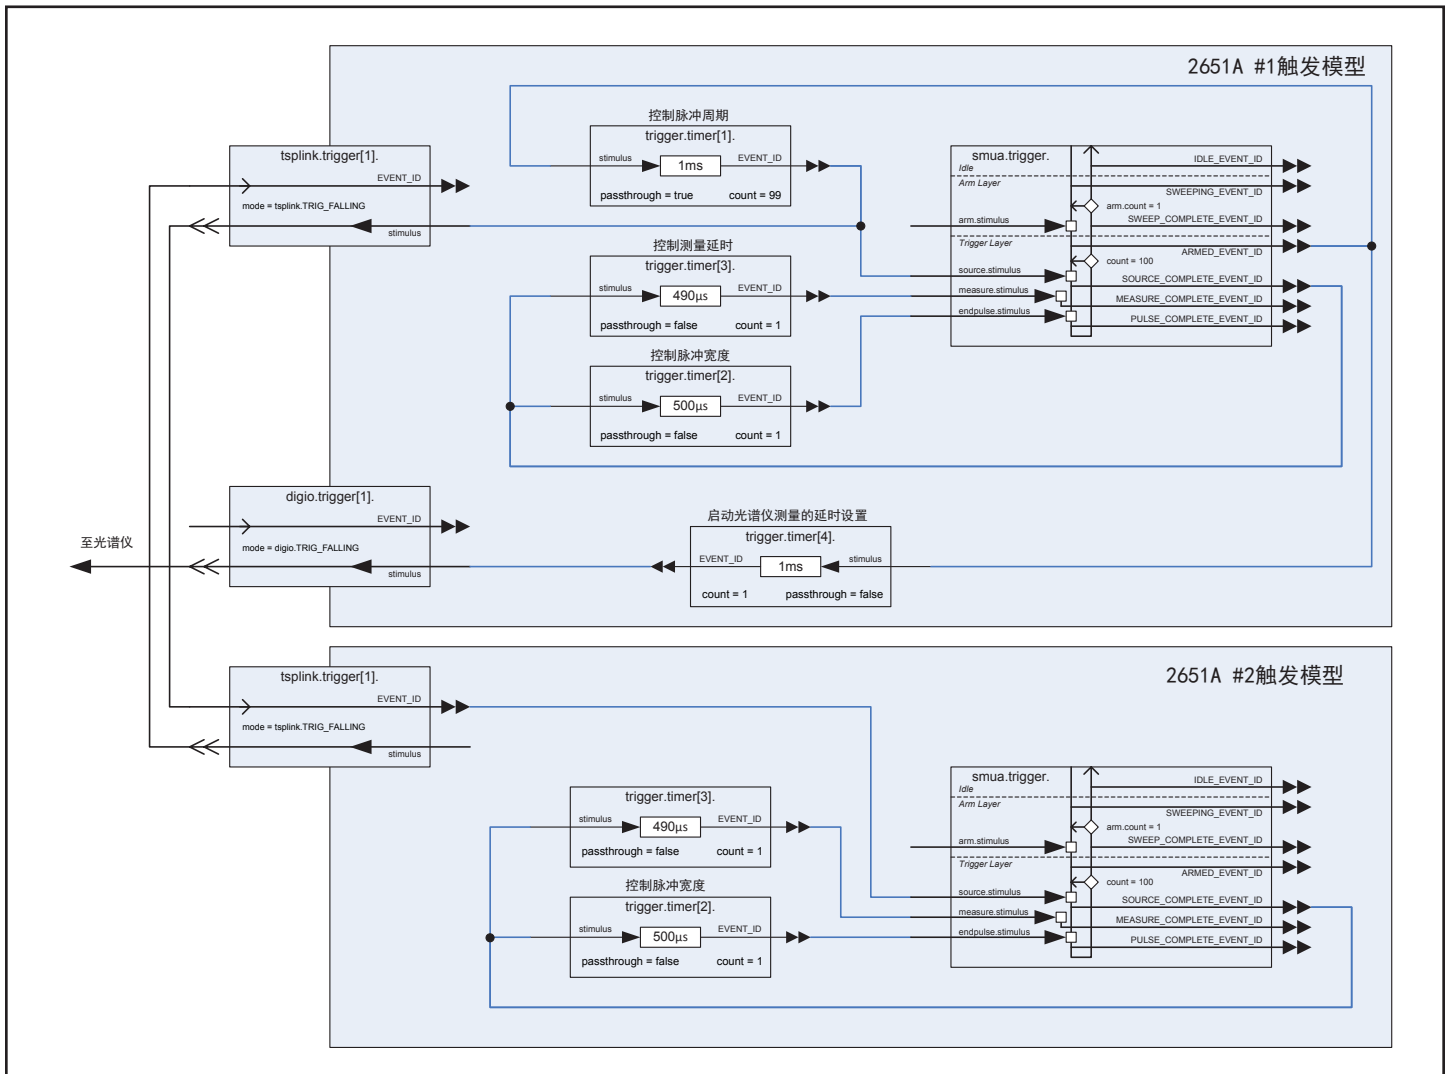 2651A #1触发模型
控制脉冲周期
trigger.timer[1].
stimulus
1ms
EVENT_ID
passthrough = true
count = 99
tsplink.trigger[1].
EVENT_ID
mode = tsplink.TRIG_FALLING
stimulus
控制测量延时
trigger.timer[3].
stimulus
490µs
EVENT_ID
passthrough = false
count = 1
控制脉冲宽度
trigger.timer[2].
stimulus
500µs
EVENT_ID
passthrough = false
count = 1
smua.trigger.
Idle
IDLE_EVENT_ID
Arm Layer
SWEEPING_EVENT_ID
arm.count = 1
arm.stimulus
SWEEP_COMPLETE_EVENT_ID
Trigger Layer
ARMED_EVENT_ID
count = 100
source.stimulus
SOURCE_COMPLETE_EVENT_ID
measure.stimulus
MEASURE_COMPLETE_EVENT_ID
endpulse.stimulus
PULSE_COMPLETE_EVENT_ID
至光谱仪
digio.trigger[1].
EVENT_ID
mode = digio.TRIG_FALLING
stimulus
启动光谱仪测量的延时设置
trigger.timer[4].
EVENT_ID
1ms
stimulus
count = 1
passthrough = false
2651A #2触发模型
tsplink.trigger[1].
EVENT_ID
mode = tsplink.TRIG_FALLING
stimulus
trigger.timer[3].
stimulus
490µs
EVENT_ID
passthrough = false
count = 1
控制脉冲宽度
trigger.timer[2].
stimulus
500µs
EVENT_ID
passthrough = false
count = 1
smua.trigger.
Idle
IDLE_EVENT_ID
Arm Layer
SWEEPING_EVENT_ID
arm.count = 1
arm.stimulus
SWEEP_COMPLETE_EVENT_ID
Trigger Layer
ARMED_EVENT_ID
count = 100
source.stimulus
SOURCE_COMPLETE_EVENT_ID
measure.stimulus
MEASURE_COMPLETE_EVENT_ID
endpulse.stimulus
PULSE_COMPLETE_EVENT_ID